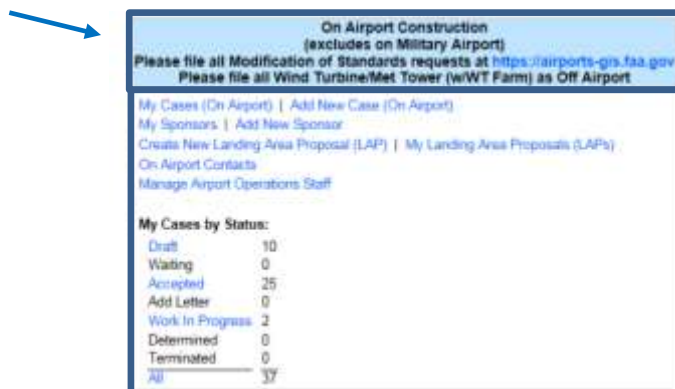 On Airport Construction
(excludes on Military Airport)
Please file all Modification of Standards requests at https://airports-gis.faa.gov
Please file all Wind Turbine/Met Tower (w/WT Farm) as Off Airport
My Cases (On Airport) | Add New Case (On Airport)
My Sponsors | Add New Sponsor
Create New Landing Area Proposal (LAP) | My Landing Area Proposals (LAPs)
On Airport Contacts
Manage Airport Operations Staff
My Cases by Status:
Draft 10
Waiting 0
Accepted 25
Add Letter 0
Work In Progress 2
Determined 0
Terminated 0
All 37